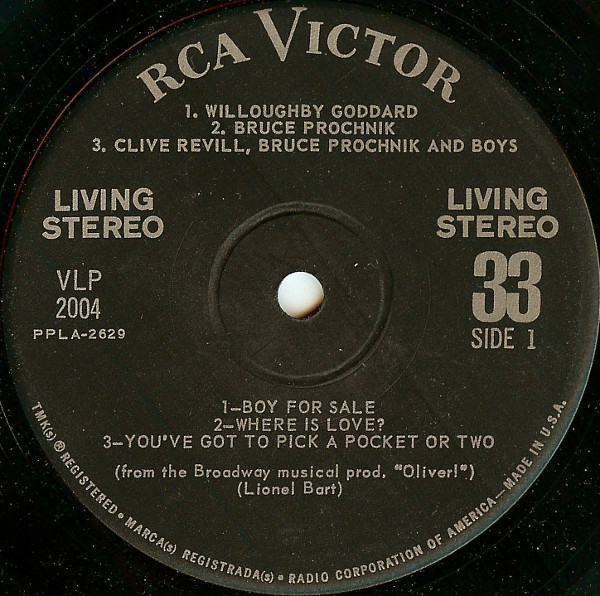 RCA VICTOR
1. WILLOUGHBY GODDARD
2. BRUCE PROCHNIK
3. CLIVE REVILL, BRUCE PROCHNIK AND BOYS
LIVING STEREO
LIVING STEREO
VLP
2004
PPLA-2629
33
SIDE 1
1—BOY FOR SALE
2—WHERE IS LOVE?
3—YOU'VE GOT TO PICK A POCKET OR TWO
(from the Broadway musical prod. "Oliver!")
(Lionel Bart)
TMK(s) ® REGISTERED • MARCA(s) REGISTRADA(s) • RADIO CORPORATION OF AMERICA—MADE IN U.S.A.